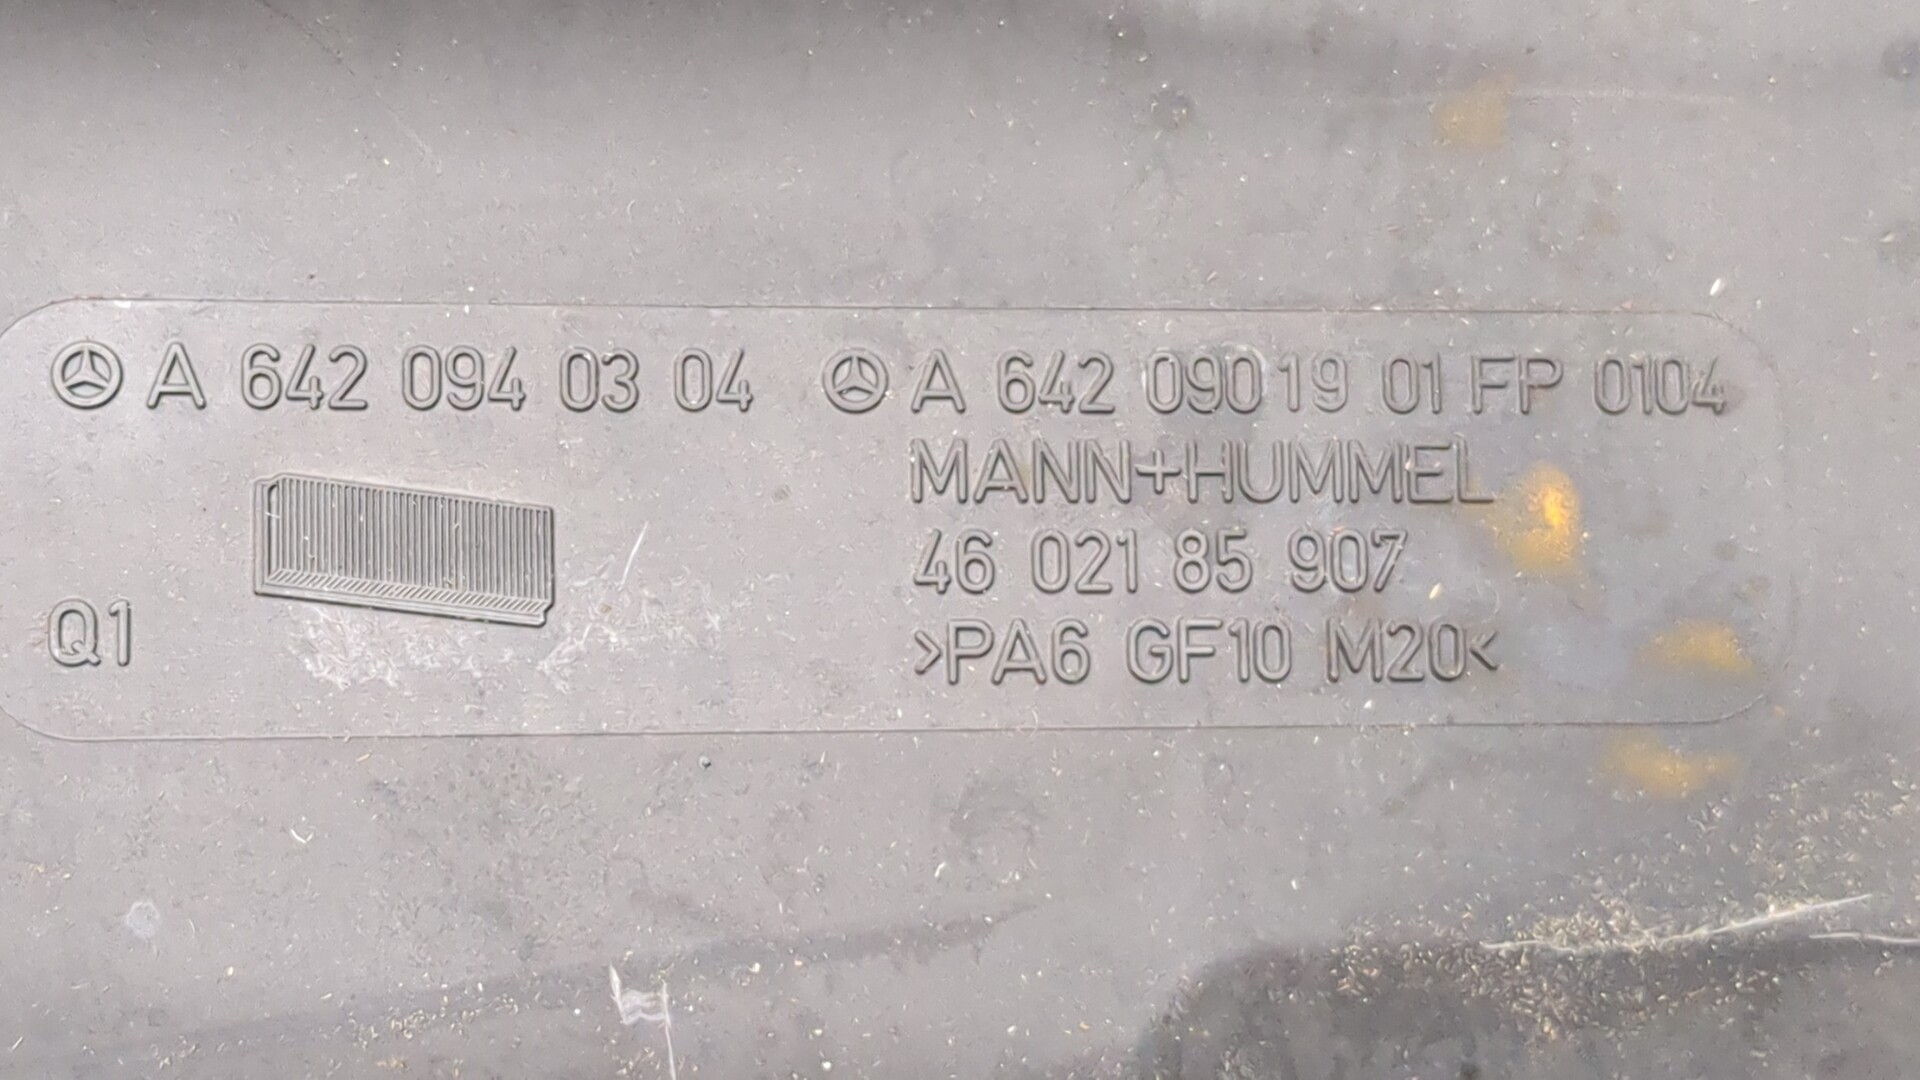 A 642 094 03 04 A 642 090 19 01 FP 0104
MANN+HUMMEL
46 021 85 907
Q1
>PA6 GF10 M20<